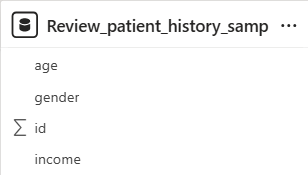 Review_patient_history_samp ...
age
gender
∑ id
income